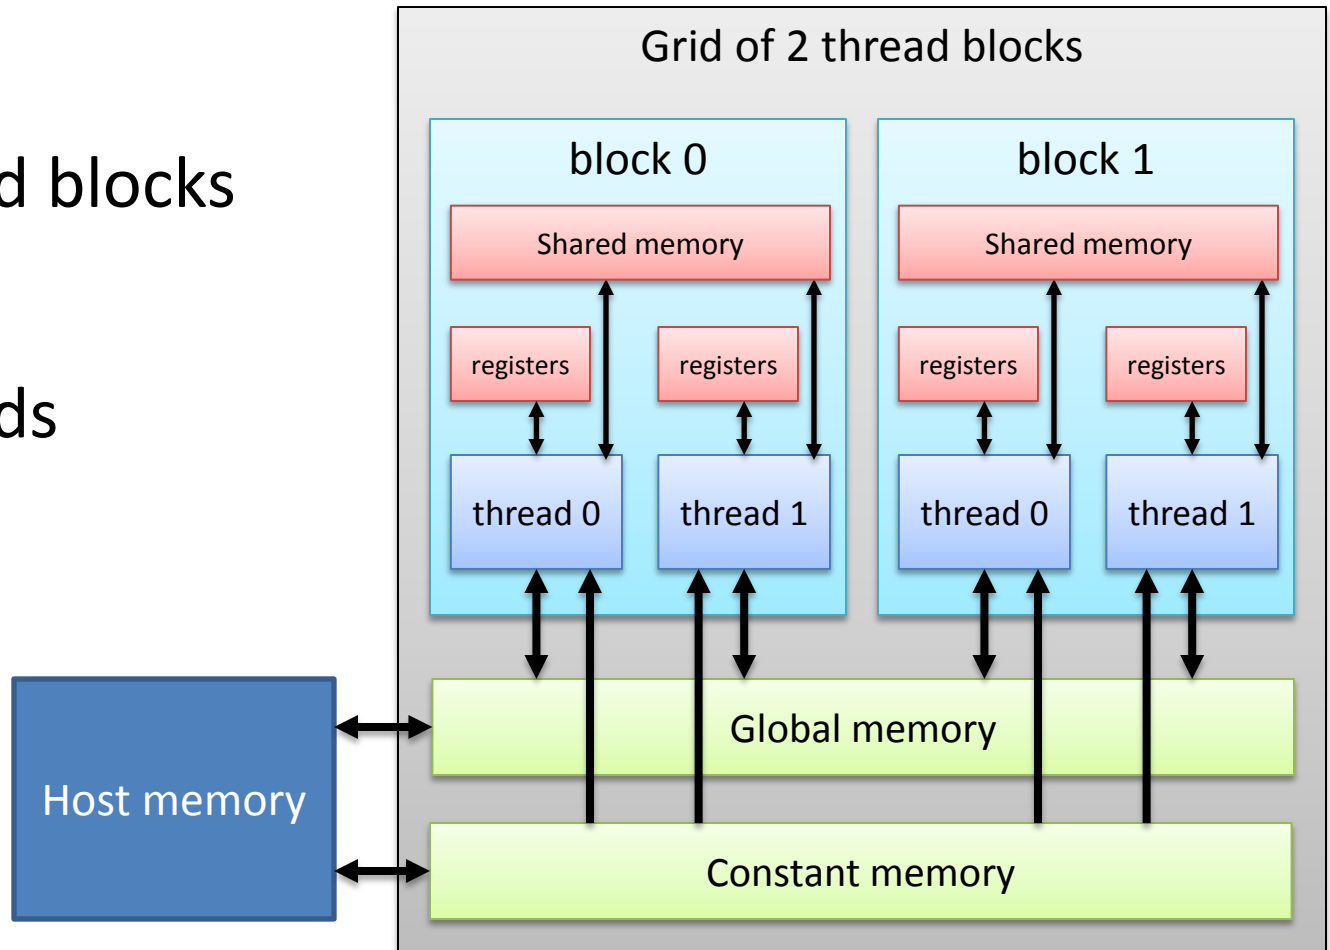 Grid of 2 thread blocks
d blocks
ds
block 0
Shared memory
registers registers
thread 0 thread 1
block 1
Shared memory
registers registers
thread 0 thread 1
Global memory
Host memory
Constant memory